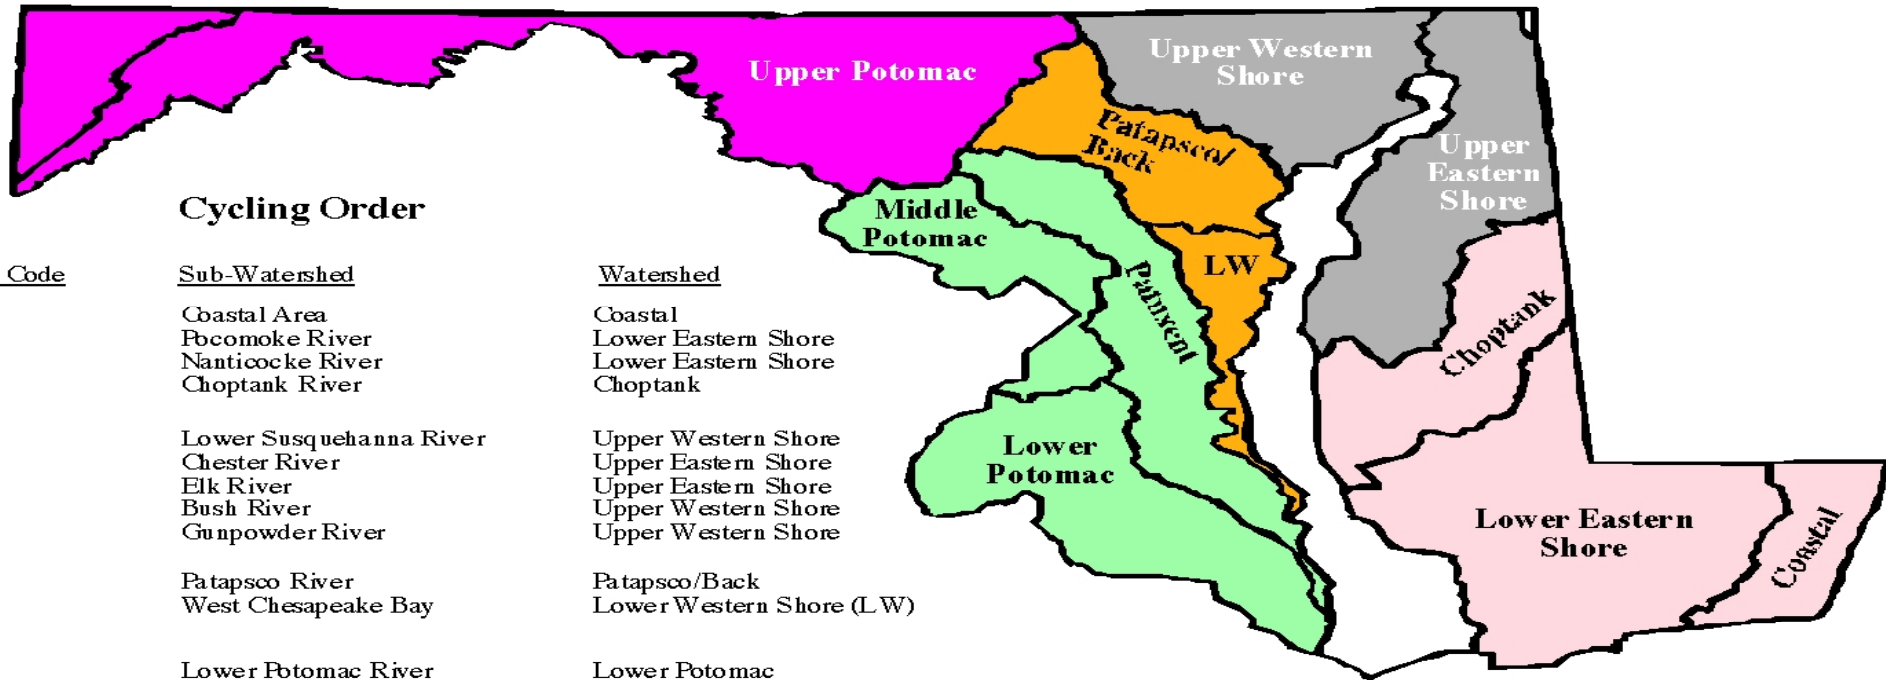 Upper Potomac
Upper Western
Shore
Patapsco/
Back
Upper
Eastern
Shore
Middle
Potomac
LW
Patuxent
Choptank
Lower
Potomac
Lower Eastern
Shore
Coastal
Cycling Order
Code Sub-Watershed Watershed
Coastal Area Coastal
Pocomoke River Lower Eastern Shore
Nanticocke River Lower Eastern Shore
Choptank River Choptank
Lower Susquehanna River Upper Western Shore
Chester River Upper Eastern Shore
Elk River Upper Eastern Shore
Bush River Upper Western Shore
Gunpowder River Upper Western Shore
Patapsco River Patapsco/Back
West Chesapeake Bay Lower Western Shore (LW)
Lower Potomac River Lower Potomac